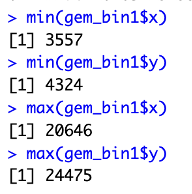 > min(gem_bin1$x)
[1] 3557
> min(gem_bin1$y)
[1] 4324
> max(gem_bin1$x)
[1] 20646
> max(gem_bin1$y)
[1] 24475